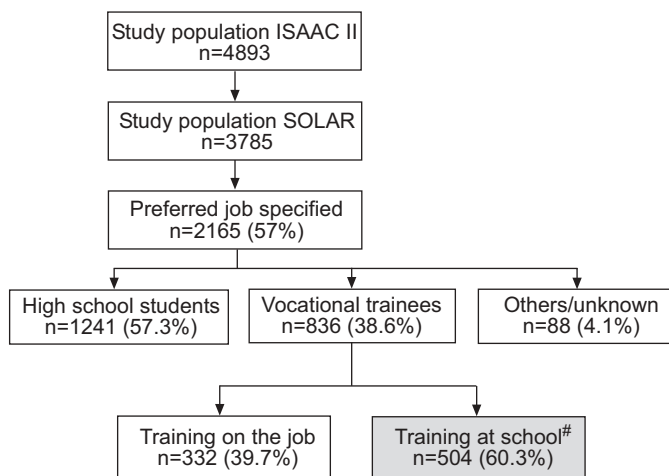 Study population ISAAC II
n=4893
Study population SOLAR
n=3785
Preferred job specified
n=2165 (57%)
High school students
n=1241 (57.3%)
Vocational trainees
n=836 (38.6%)
Others/unknown
n=88 (4.1%)
Training on the job
n=332 (39.7%)
Training at school#
n=504 (60.3%)